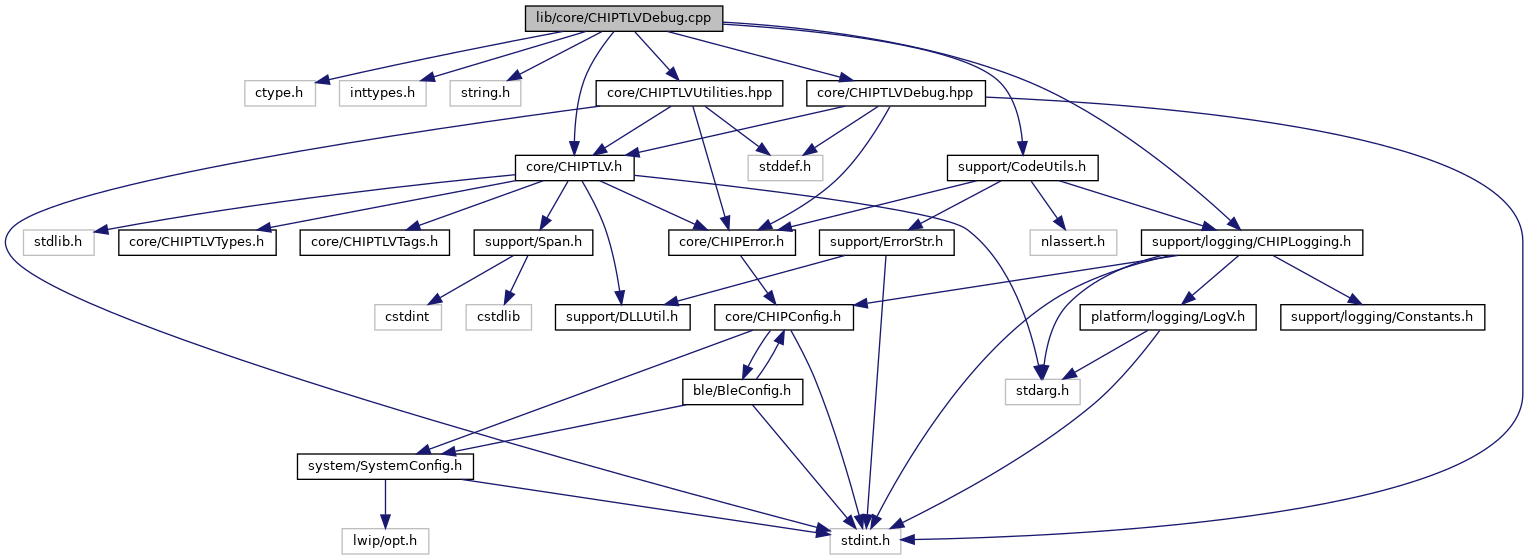 lib/core/CHIPTLVDebug.cpp
ctype.h
inttypes.h
string.h
core/CHIPTLVUtilities.hpp
core/CHIPTLVDebug.hpp
core/CHIPTLV.h
stddef.h
support/CodeUtils.h
stdlib.h
core/CHIPTLVTypes.h
core/CHIPTLVTags.h
support/Span.h
core/CHIPError.h
support/ErrorStr.h
nlassert.h
support/logging/CHIPLogging.h
cstdint
cstdlib
support/DLLUtil.h
core/CHIPConfig.h
platform/logging/LogV.h
support/logging/Constants.h
ble/BleConfig.h
stdarg.h
system/SystemConfig.h
lwip/opt.h
stdint.h